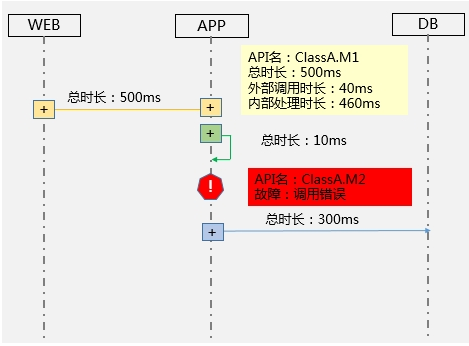 WEB
APP
DB
API名：ClassA.M1
总时长：500ms
外部调用时长：40ms
内部处理时长：460ms
总时长：500ms
+
+
+
总时长：10ms
!
API名：ClassA.M2
故障：调用错误
总时长：300ms
+